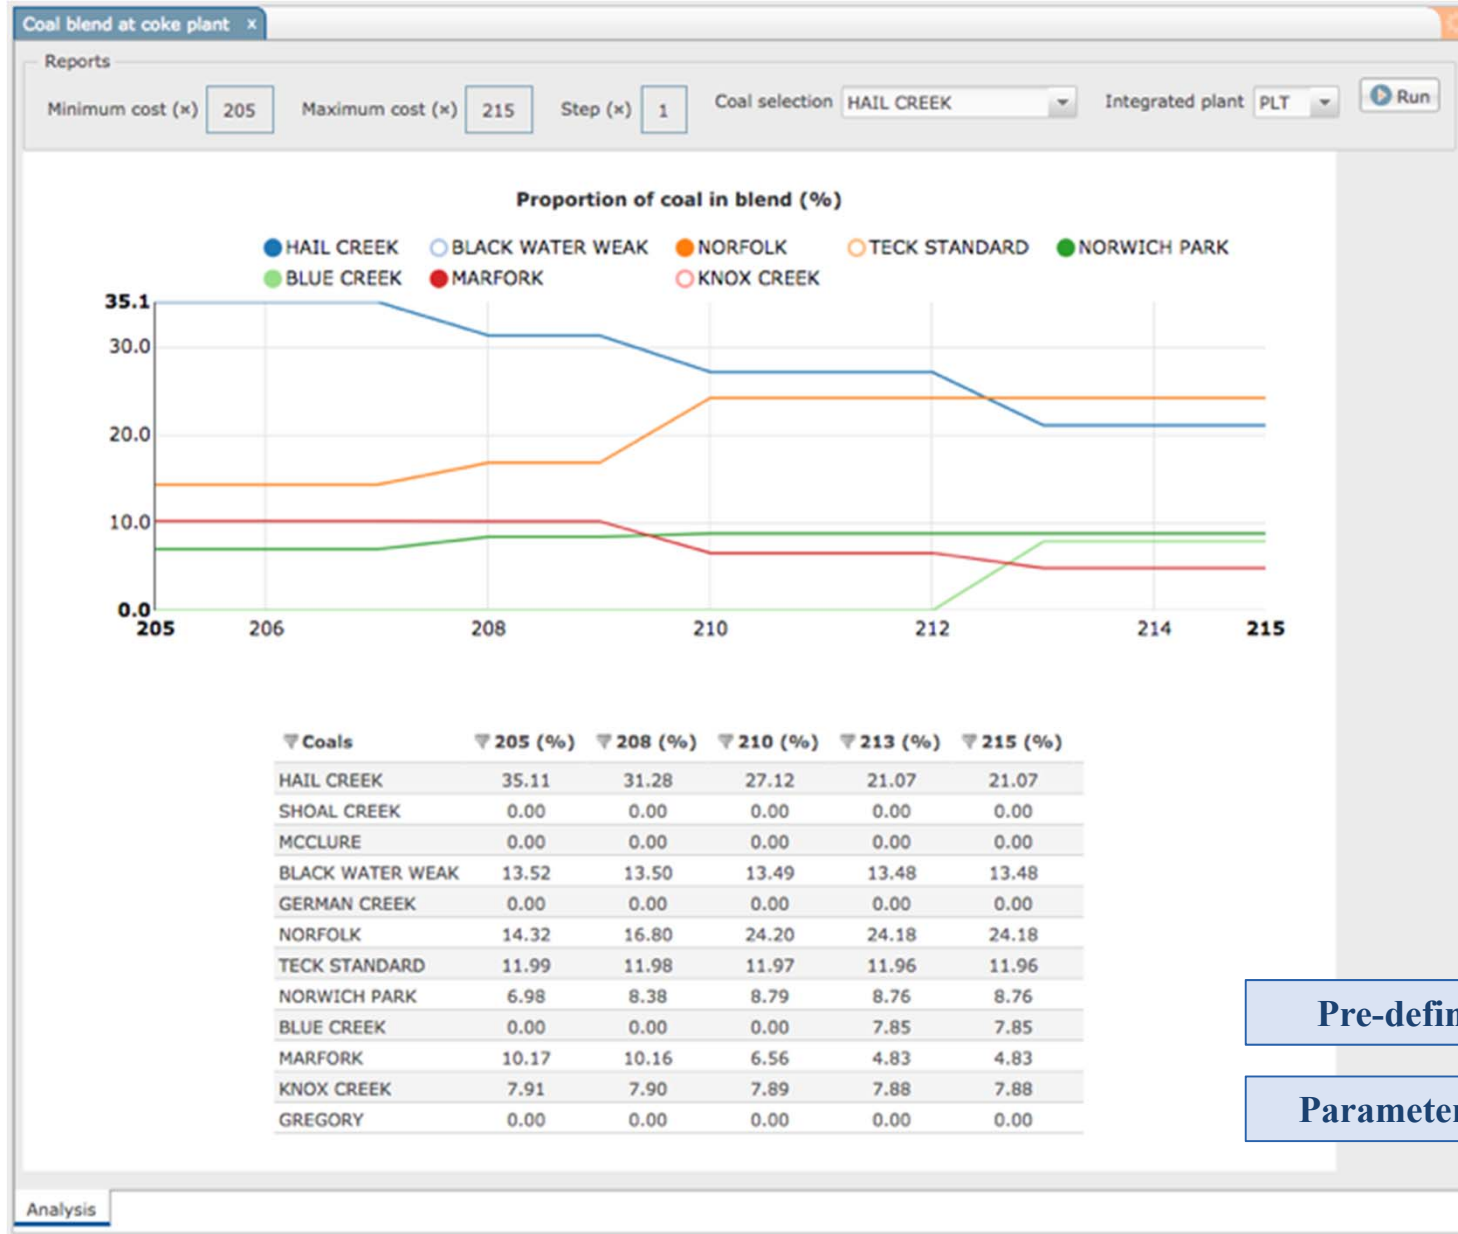 Coal blend at coke plant x
Reports
Minimum cost (×) 205 Maximum cost (×) 215 Step (×) 1 Coal selection HAIL CREEK Integrated plant PLT Run
Proportion of coal in blend (%)
HAIL CREEK BLACK WATER WEAK NORFOLK TECK STANDARD NORWICH PARK
BLUE CREEK MARFORK KNOX CREEK
35.1
30.0
20.0
10.0
0.0
205 206 208 210 212 214 215
Coals 205 (%) 208 (%) 210 (%) 213 (%) 215 (%)
HAIL CREEK 35.11 31.28 27.12 21.07 21.07
SHOAL CREEK 0.00 0.00 0.00 0.00 0.00
MCCLURE 0.00 0.00 0.00 0.00 0.00
BLACK WATER WEAK 13.52 13.50 13.49 13.48 13.48
GERMAN CREEK 0.00 0.00 0.00 0.00 0.00
NORFOLK 14.32 16.80 24.20 24.18 24.18
TECK STANDARD 11.99 11.98 11.97 11.96 11.96
NORWICH PARK 6.98 8.38 8.79 8.76 8.76
BLUE CREEK 0.00 0.00 0.00 7.85 7.85
MARFORK 10.17 10.16 6.56 4.83 4.83
KNOX CREEK 7.91 7.90 7.89 7.88 7.88
GREGORY 0.00 0.00 0.00 0.00 0.00
Pre-defin
Parameter
Analysis